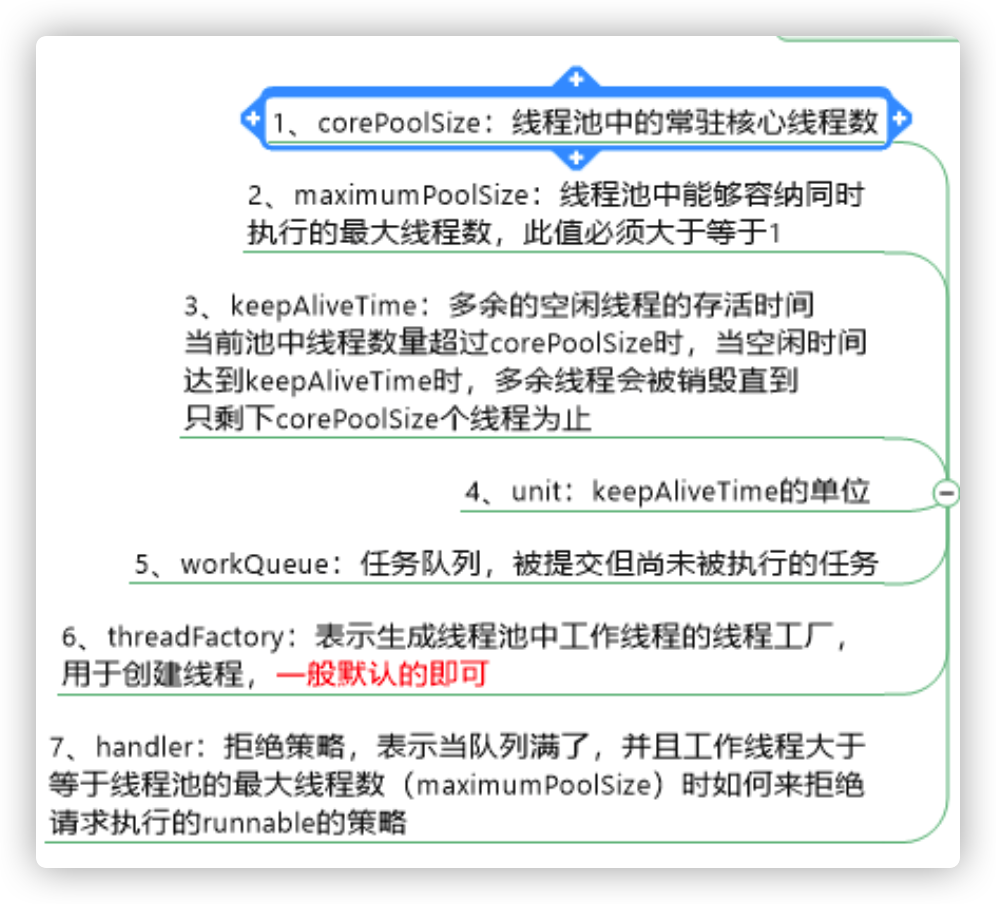 1、corePoolSize：线程池中的常驻核心线程数
2、maximumPoolSize：线程池中能够容纳同时
执行的最大线程数，此值必须大于等于1
3、keepAliveTime：多余的空闲线程的存活时间
当前池中线程数量超过corePoolSize时，当空闲时间
达到keepAliveTime时，多余线程会被销毁直到
只剩下corePoolSize个线程为止
4、unit：keepAliveTime的单位
5、workQueue：任务队列，被提交但尚未被执行的任务
6、threadFactory：表示生成线程池中工作线程的线程工厂，
用于创建线程，一般默认的即可
7、handler：拒绝策略，表示当队列满了，并且工作线程大于
等于线程池的最大线程数（maximumPoolSize）时如何来拒绝
请求执行的runnable的策略